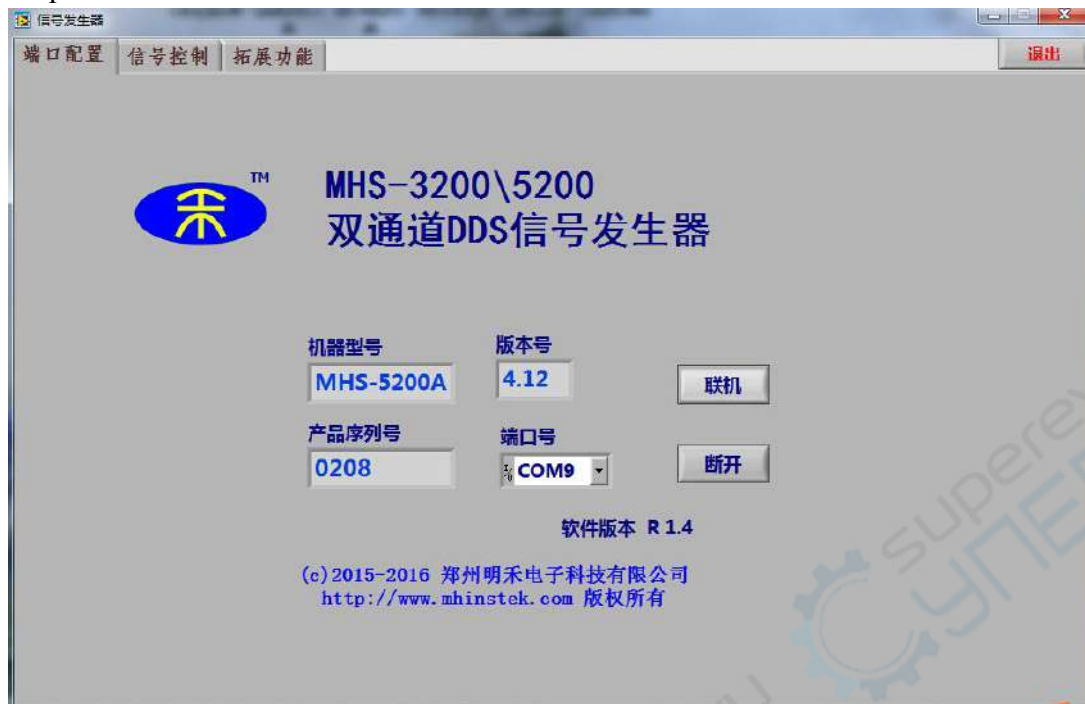 信号发生器
端口配置 信号控制 拓展功能 退出
TM
MHS-3200\5200
双通道DDS信号发生器
机器型号 版本号
MHS-5200A 4.12 联机
产品序列号 端口号
0208 COM9 断开
软件版本 R 1.4
(c)2015-2016 郑州明禾电子科技有限公司
http://www.mhinstek.com 版权所有